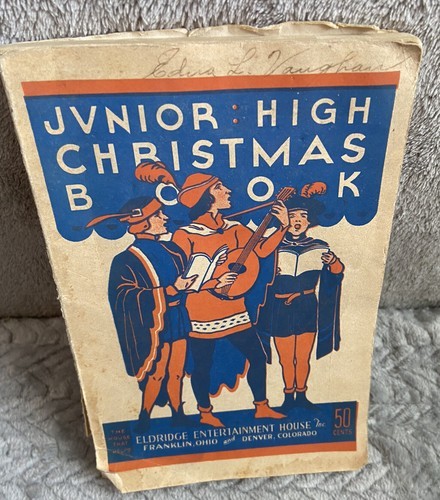 Edna L. Vaughan
JVNIOR : HIGH
CHRISTMAS
BOOK
THE
HOUSE
THAT
HELPS
ELDRIDGE ENTERTAINMENT HOUSE Inc.
FRANKLIN, OHIO and DENVER, COLORADO
50
CENTS